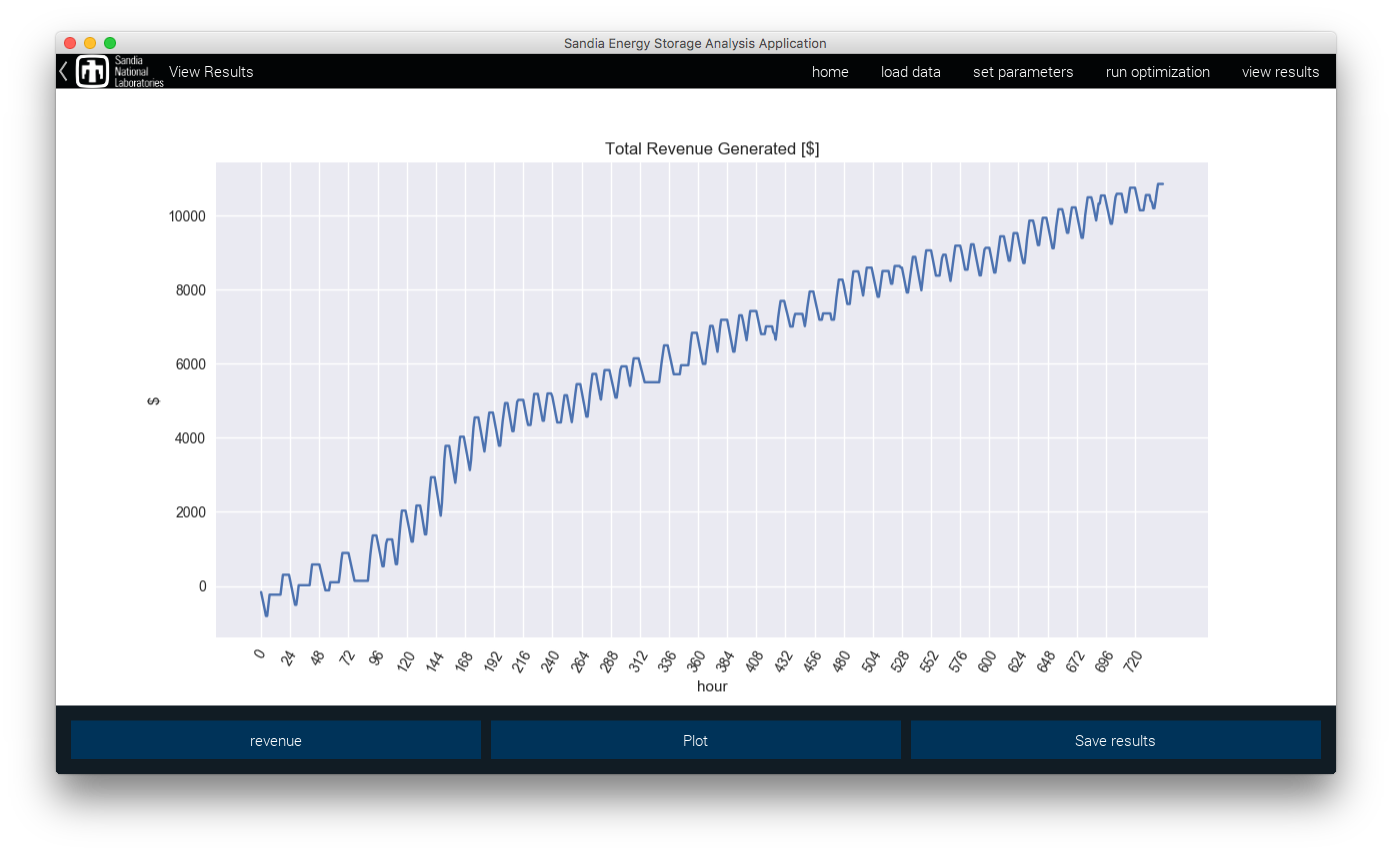 Sandia Energy Storage Analysis Application
Sandia
National
Laboratories
View Results
home
load data
set parameters
run optimization
view results
Total Revenue Generated [$]
10000
8000
6000
4000
2000
0
$
0
24
48
72
96
120
144
168
192
216
240
264
288
312
336
360
384
408
432
456
480
504
528
552
576
600
624
648
672
696
720
hour
revenue
Plot
Save results